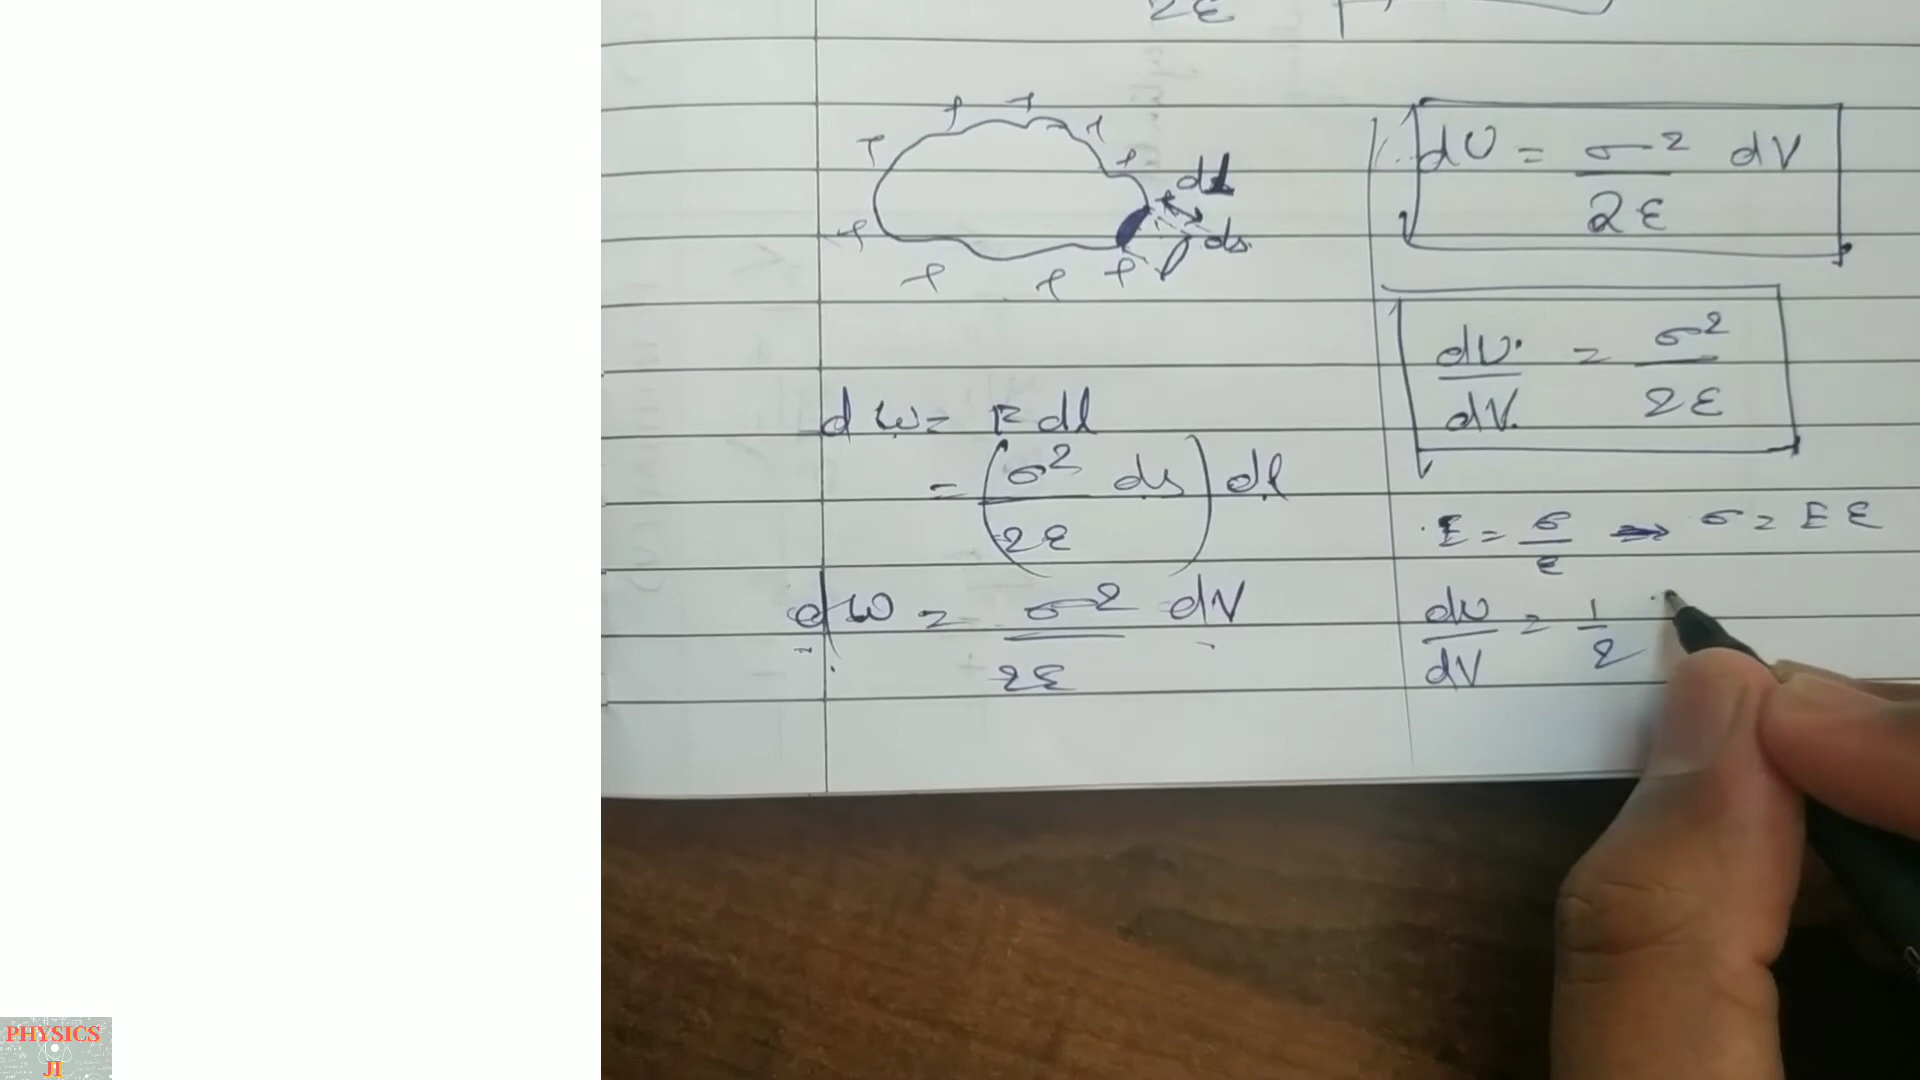 2ε
+ + + + + + + + + +
dl
ds
dw = F dl
= (σ² ds / 2ε) dl
dw = σ² / 2ε dV
dU = σ² / 2ε dV
dU / dV = σ² / 2ε
E = σ / ε → σ = E ε
dU / dV = 1 / 2
PHYSICS
JI